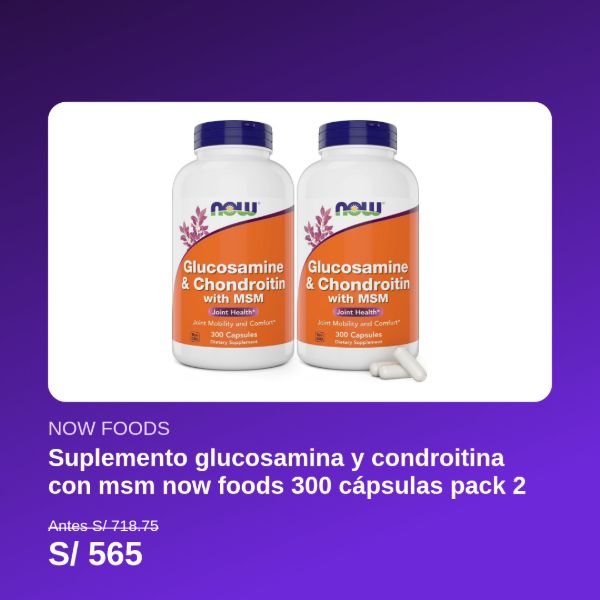 now
Glucosamine
& Chondroitin
with MSM
Joint Health*
Joint Mobility and Comfort*
300 Capsules
Dietary Supplement
now
Glucosamine
& Chondroitin
with MSM
Joint Health*
Joint Mobility and Comfort*
300 Capsules
Dietary Supplement
NOW FOODS
Suplemento glucosamina y condroitina
con msm now foods 300 cápsulas pack 2
Antes S/ 718.75
S/ 565